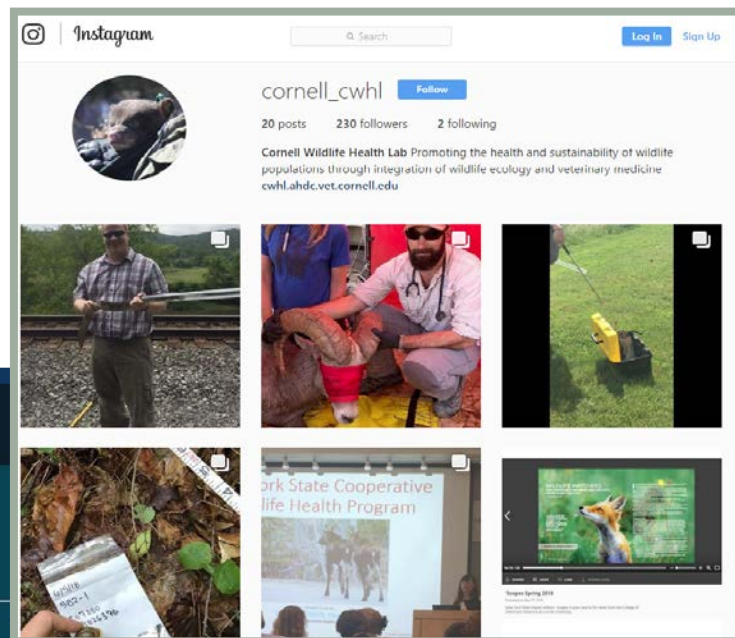 Instagram
Search
Log In
Sign Up
cornell_cwhl
Follow
20 posts
230 followers
2 following
Cornell Wildlife Health Lab Promoting the health and sustainability of wildlife
populations through integration of wildlife ecology and veterinary medicine
cwhl.ahdc.vet.cornell.edu
rk State Cooperative
life Health Program